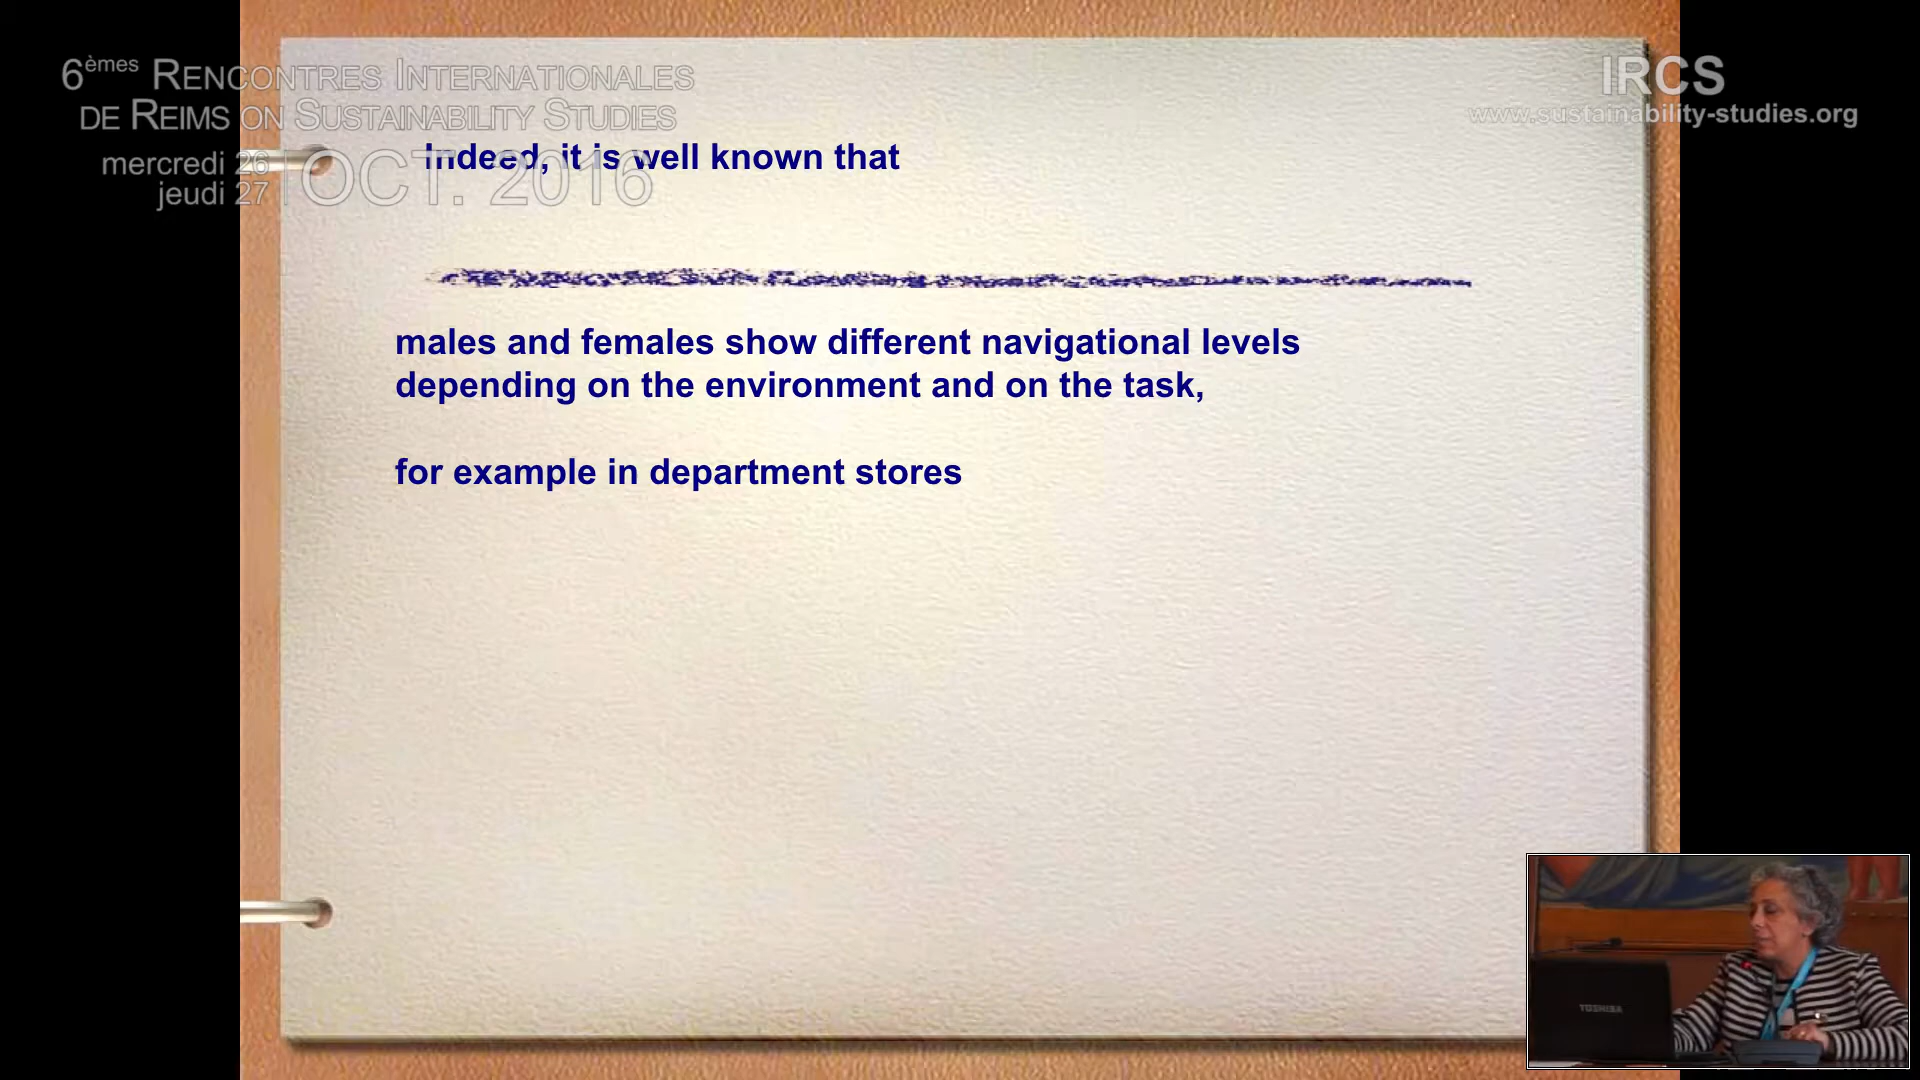 6èmes RENCONTRES INTERNATIONALES
DE REIMS ON SUSTAINABILITY STUDIES
mercredi 26
jeudi 27
OCT. 2016
IRCS
www.sustainability-studies.org
Indeed, it is well known that
males and females show different navigational levels
depending on the environment and on the task,
for example in department stores
TOSHIBA